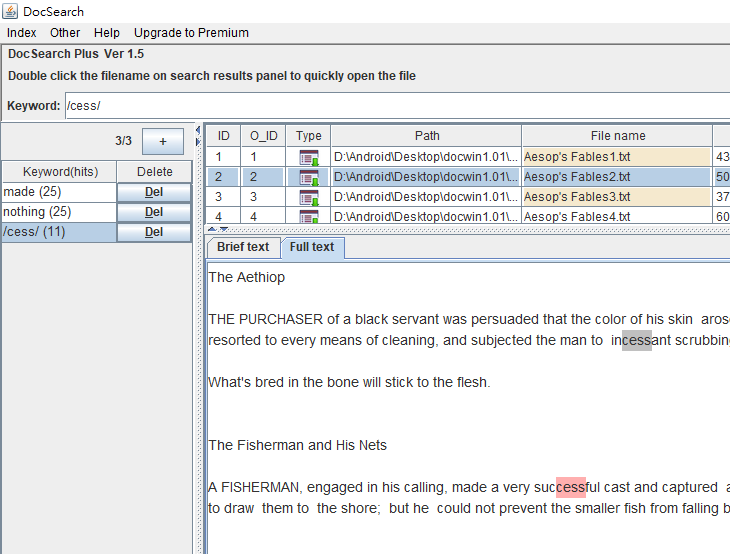 DocSearch
Index Other Help Upgrade to Premium
DocSearch Plus Ver 1.5
Double click the filename on search results panel to quickly open the file
Keyword: /cess/
3/3 +
Keyword(hits) Delete
made (25) Del
nothing (25) Del
/cess/ (11) Del
ID O_ID Type Path File name
1 1 D:\Android\Desktop\docwin1.01\... Aesop's Fables1.txt 43
2 2 D:\Android\Desktop\docwin1.01\... Aesop's Fables2.txt 50
3 3 D:\Android\Desktop\docwin1.01\... Aesop's Fables3.txt 37
4 4 D:\Android\Desktop\docwin1.01\... Aesop's Fables4.txt 60
Brief text Full text
The Aethiop
THE PURCHASER of a black servant was persuaded that the color of his skin arose
resorted to every means of cleaning, and subjected the man to incessant scrubbin
What's bred in the bone will stick to the flesh.
The Fisherman and His Nets
A FISHERMAN, engaged in his calling, made a very successful cast and captured a
to draw them to the shore; but he could not prevent the smaller fish from falling b